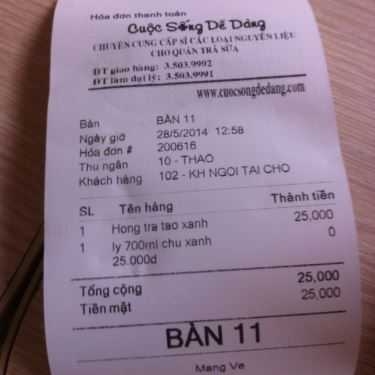 Hóa đơn thanh toán
Cuộc Sống Dễ Dàng
CHUYÊN CUNG CẤP SỈ CÁC LOẠI NGUYÊN LIỆU
CHO QUÁN TRÀ SỮA
ĐT giao hàng: 3.503.9992
ĐT làm đại lý: 3.503.9991
www.cuocsongdedang.com
Bàn BÀN 11
Ngày giờ 28/5/2014 12:58
Hóa đơn # 200616
Thu ngân 10 - THAO
Khách hàng 102 - KH NGOI TAI CHO
SL Tên hàng Thành tiền
1 Hong tra tao xanh 25,000
1 ly 700ml chu xanh 0
25.000d
Tổng cộng 25,000
Tiền mặt 25,000
BÀN 11
Mang Ve